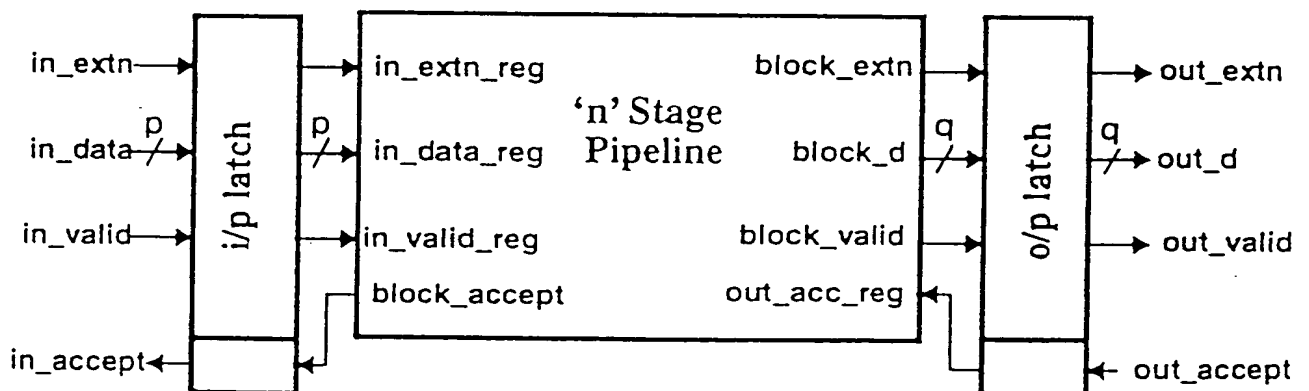 in_extn
in_extn_reg
block_extn
out_extn
'n' Stage
Pipeline
in_data
p
p
in_data_reg
block_d
q
q
out_d
i/p latch
o/p latch
in_valid
in_valid_reg
block_valid
out_valid
block_accept
out_acc_reg
in_accept
out_accept